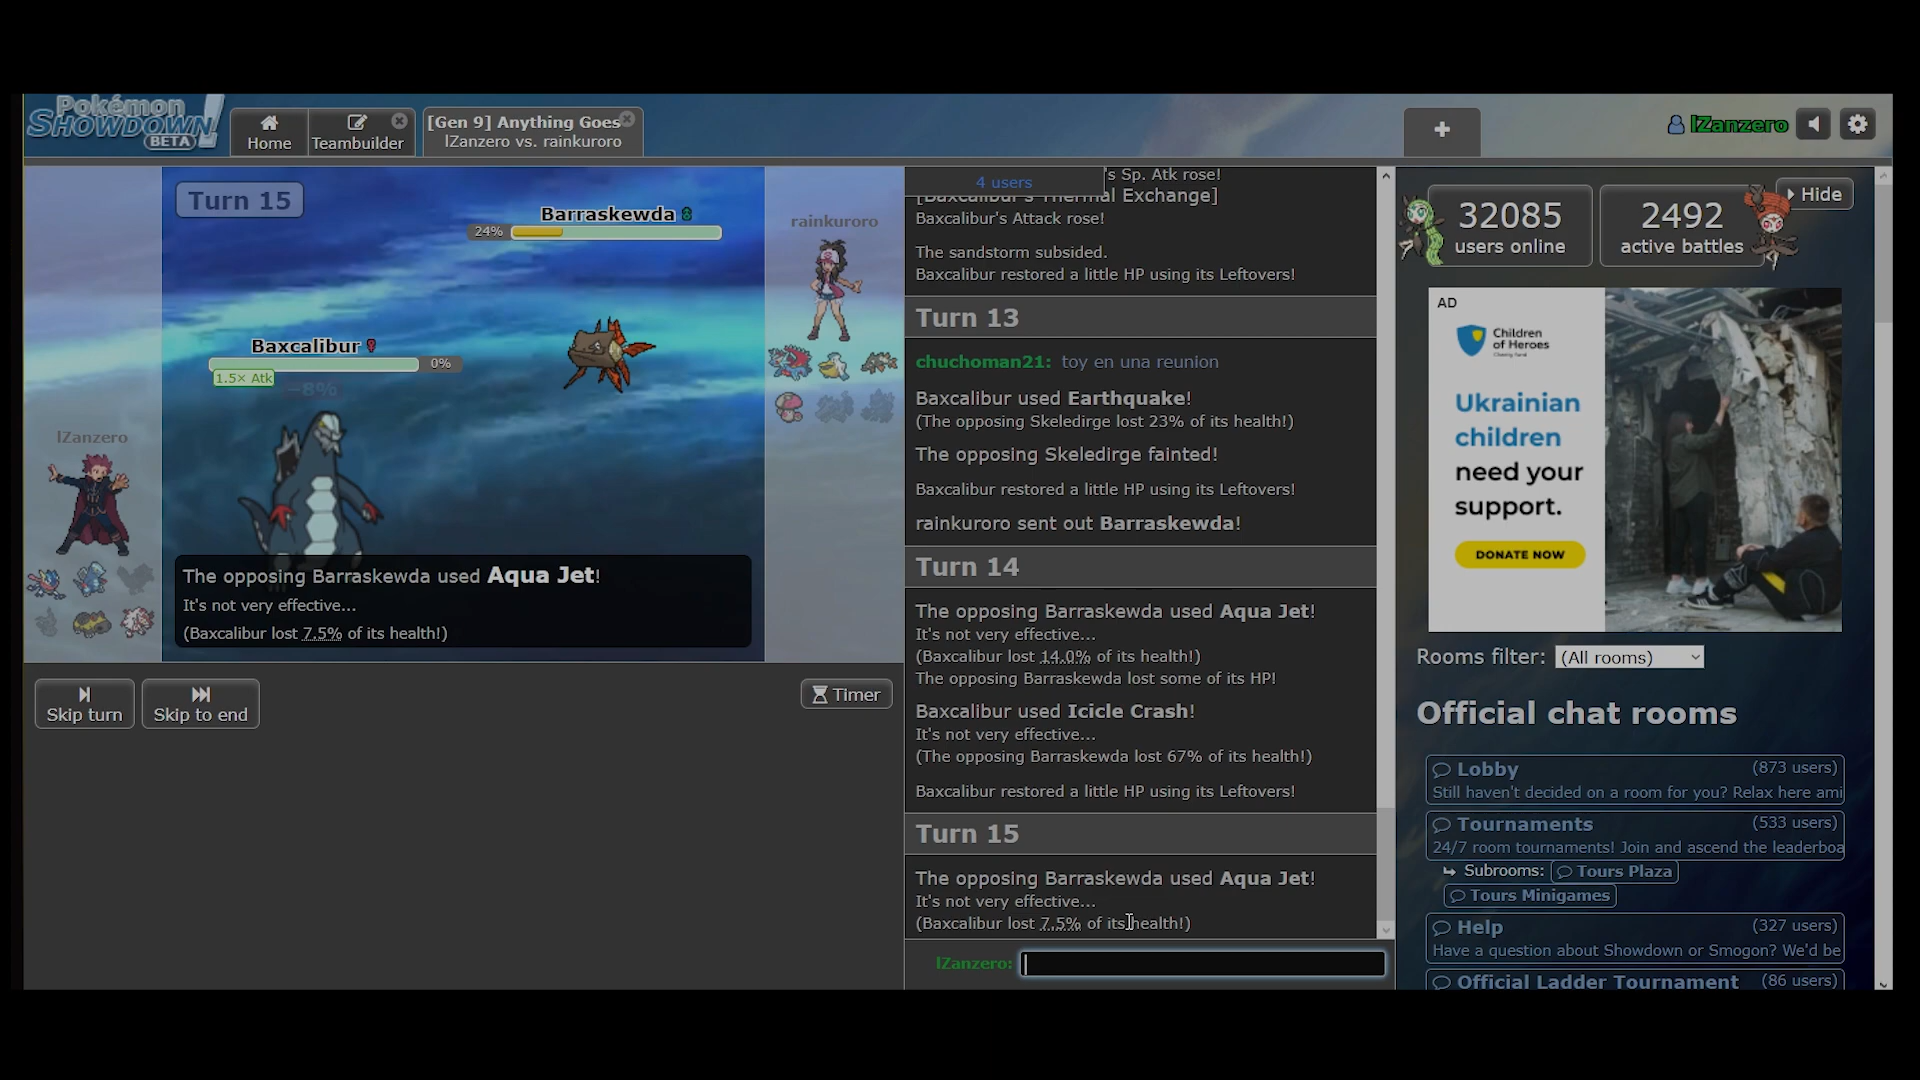 Pokémon
SHOWDOWN!
BETA
Home
Teambuilder
[Gen 9] Anything Goes
lZanzero vs. rainkuroro
+
lZanzero
Turn 15
Barraskewda
24%
Baxcalibur
0%
1.5× Atk
−8%
rainkuroro
lZanzero
The opposing Barraskewda used Aqua Jet!
It's not very effective...
(Baxcalibur lost 7.5% of its health!)
Skip turn
Skip to end
Timer
4 users
's Sp. Atk rose!
[Baxcalibur's Thermal Exchange]
Baxcalibur's Attack rose!
The sandstorm subsided.
Baxcalibur restored a little HP using its Leftovers!
Turn 13
chuchoman21: toy en una reunion
Baxcalibur used Earthquake!
(The opposing Skeledirge lost 23% of its health!)
The opposing Skeledirge fainted!
Baxcalibur restored a little HP using its Leftovers!
rainkuroro sent out Barraskewda!
Turn 14
The opposing Barraskewda used Aqua Jet!
It's not very effective...
(Baxcalibur lost 14.0% of its health!)
The opposing Barraskewda lost some of its HP!
Baxcalibur used Icicle Crash!
It's not very effective...
(The opposing Barraskewda lost 67% of its health!)
Baxcalibur restored a little HP using its Leftovers!
Turn 15
The opposing Barraskewda used Aqua Jet!
It's not very effective...
(Baxcalibur lost 7.5% of its health!)
lZanzero:
32085
users online
2492
active battles
Hide
AD
Children
of Heroes
Ukrainian
children
need your
support.
DONATE NOW
Rooms filter: (All rooms)
Official chat rooms
Lobby (873 users)
Still haven't decided on a room for you? Relax here ami
Tournaments (533 users)
24/7 room tournaments! Join and ascend the leaderboa
Subrooms: Tours Plaza
Tours Minigames
Help (327 users)
Have a question about Showdown or Smogon? We'd be
Official Ladder Tournament (86 users)